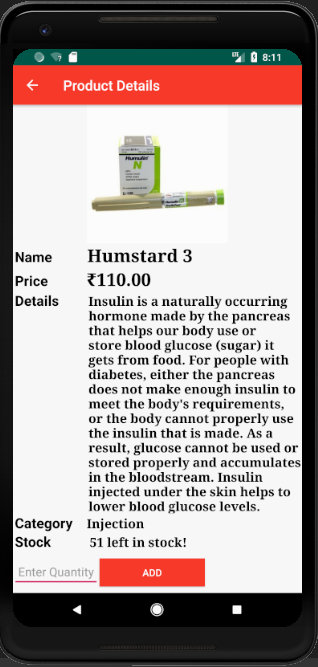 LTE 8:11
Product Details
Humulin
N
Name Humstard 3
Price ₹110.00
Details Insulin is a naturally occurring
hormone made by the pancreas
that helps our body use or
store blood glucose (sugar) it
gets from food. For people with
diabetes, either the pancreas
does not make enough insulin to
meet the body's requirements,
or the body cannot properly use
the insulin that is made. As a
result, glucose cannot be used or
stored properly and accumulates
in the bloodstream. Insulin
injected under the skin helps to
lower blood glucose levels.
Category Injection
Stock 51 left in stock!
Enter Quantity ADD